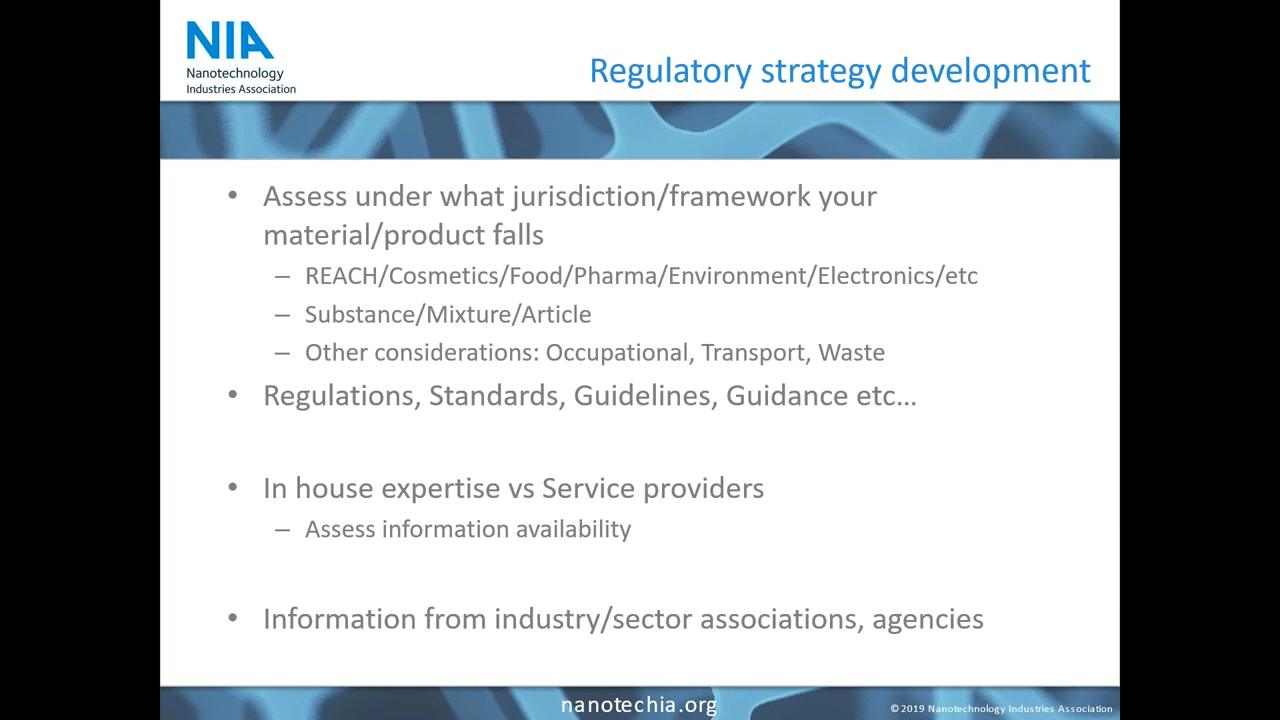 NIA
Nanotechnology
Industries Association
Regulatory strategy development
• Assess under what jurisdiction/framework your
material/product falls
– REACH/Cosmetics/Food/Pharma/Environment/Electronics/etc
– Substance/Mixture/Article
– Other considerations: Occupational, Transport, Waste
• Regulations, Standards, Guidelines, Guidance etc…
• In house expertise vs Service providers
– Assess information availability
• Information from industry/sector associations, agencies
nanotechia.org
© 2019 Nanotechnology Industries Association